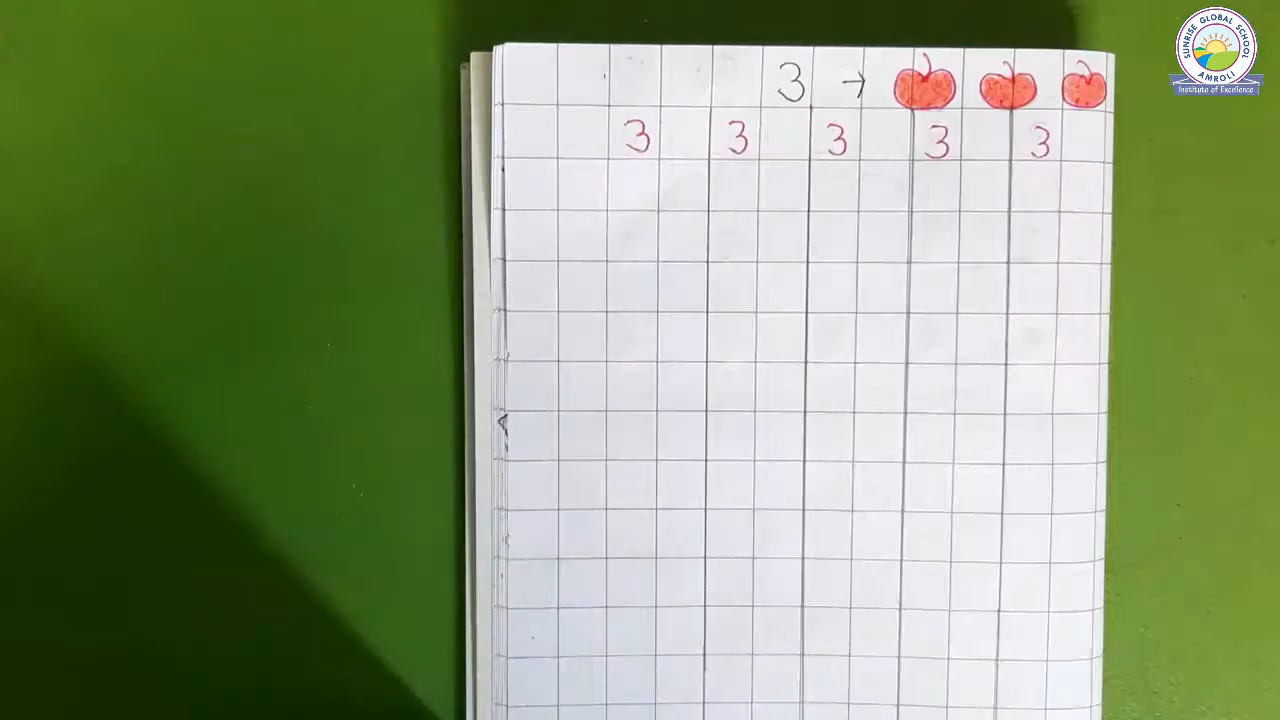 3 →
3 3 3 3 3
SUNRISE GLOBAL SCHOOL
AMROLI
Institute of Excellence